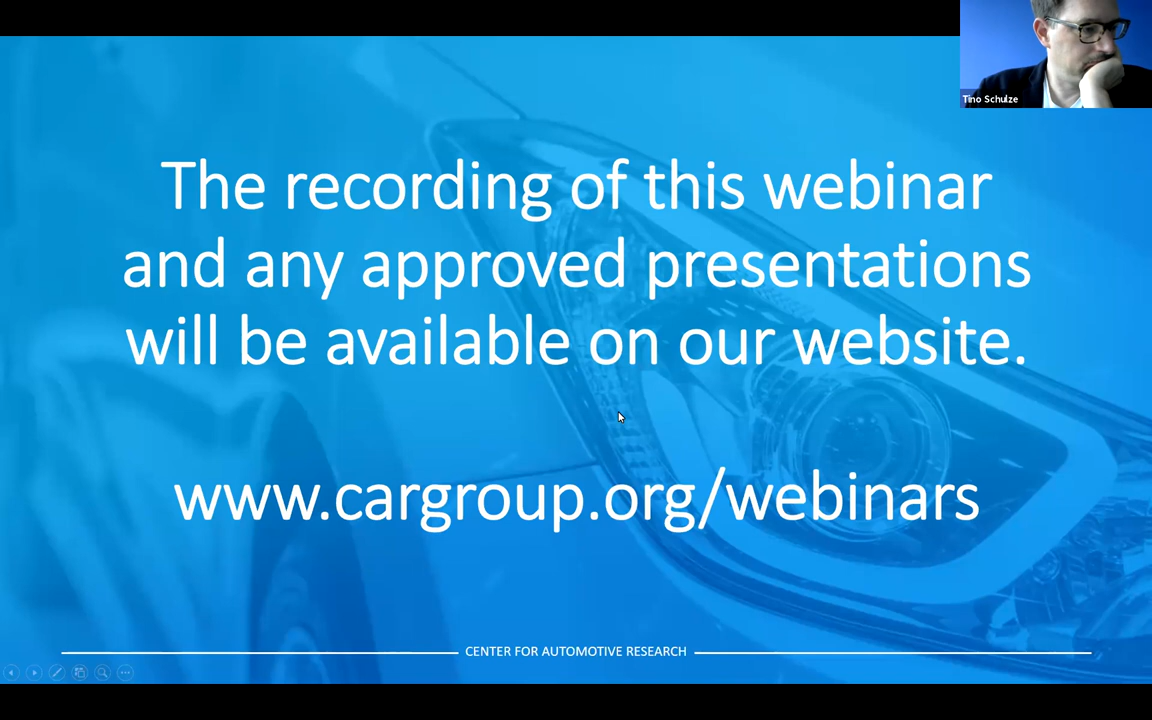 Tino Schulze
The recording of this webinar
and any approved presentations
will be available on our website.
www.cargroup.org/webinars
CENTER FOR AUTOMOTIVE RESEARCH